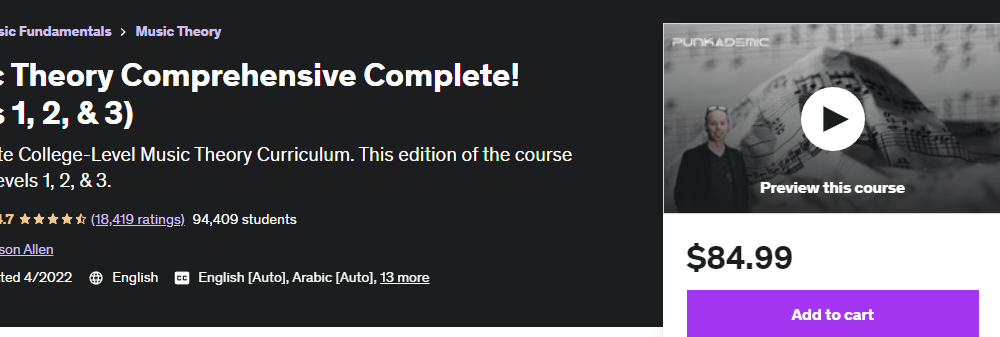 sic Fundamentals > Music Theory
c Theory Comprehensive Complete!
s 1, 2, & 3)
te College-Level Music Theory Curriculum. This edition of the course
evels 1, 2, & 3.
4.7 (18,419 ratings) 94,409 students
son Allen
ted 4/2022 English CC English [Auto], Arabic [Auto], 13 more
PUNKADEMIC
Preview this course
$84.99
Add to cart